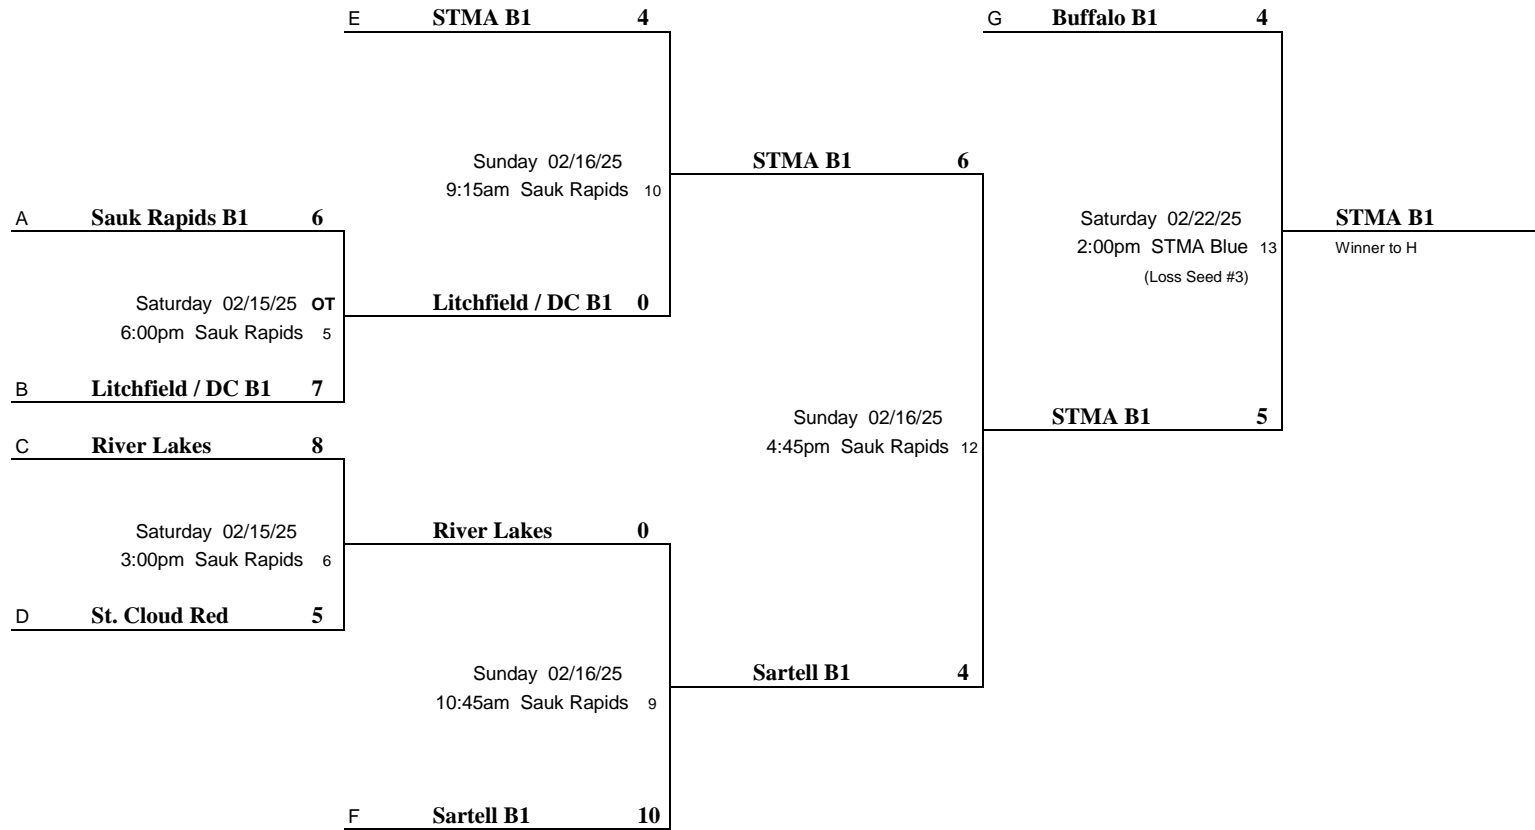 E STMA B1 4
G Buffalo B1 4
Sunday 02/16/25
9:15am Sauk Rapids 10
STMA B1 6
A Sauk Rapids B1 6
Saturday 02/22/25
2:00pm STMA Blue 13
(Loss Seed #3)
STMA B1
Winner to H
Saturday 02/15/25 OT
6:00pm Sauk Rapids 5
Litchfield / DC B1 0
B Litchfield / DC B1 7
Sunday 02/16/25
4:45pm Sauk Rapids 12
STMA B1 5
C River Lakes 8
Saturday 02/15/25
3:00pm Sauk Rapids 6
River Lakes 0
D St. Cloud Red 5
Sunday 02/16/25
10:45am Sauk Rapids 9
Sartell B1 4
F Sartell B1 10